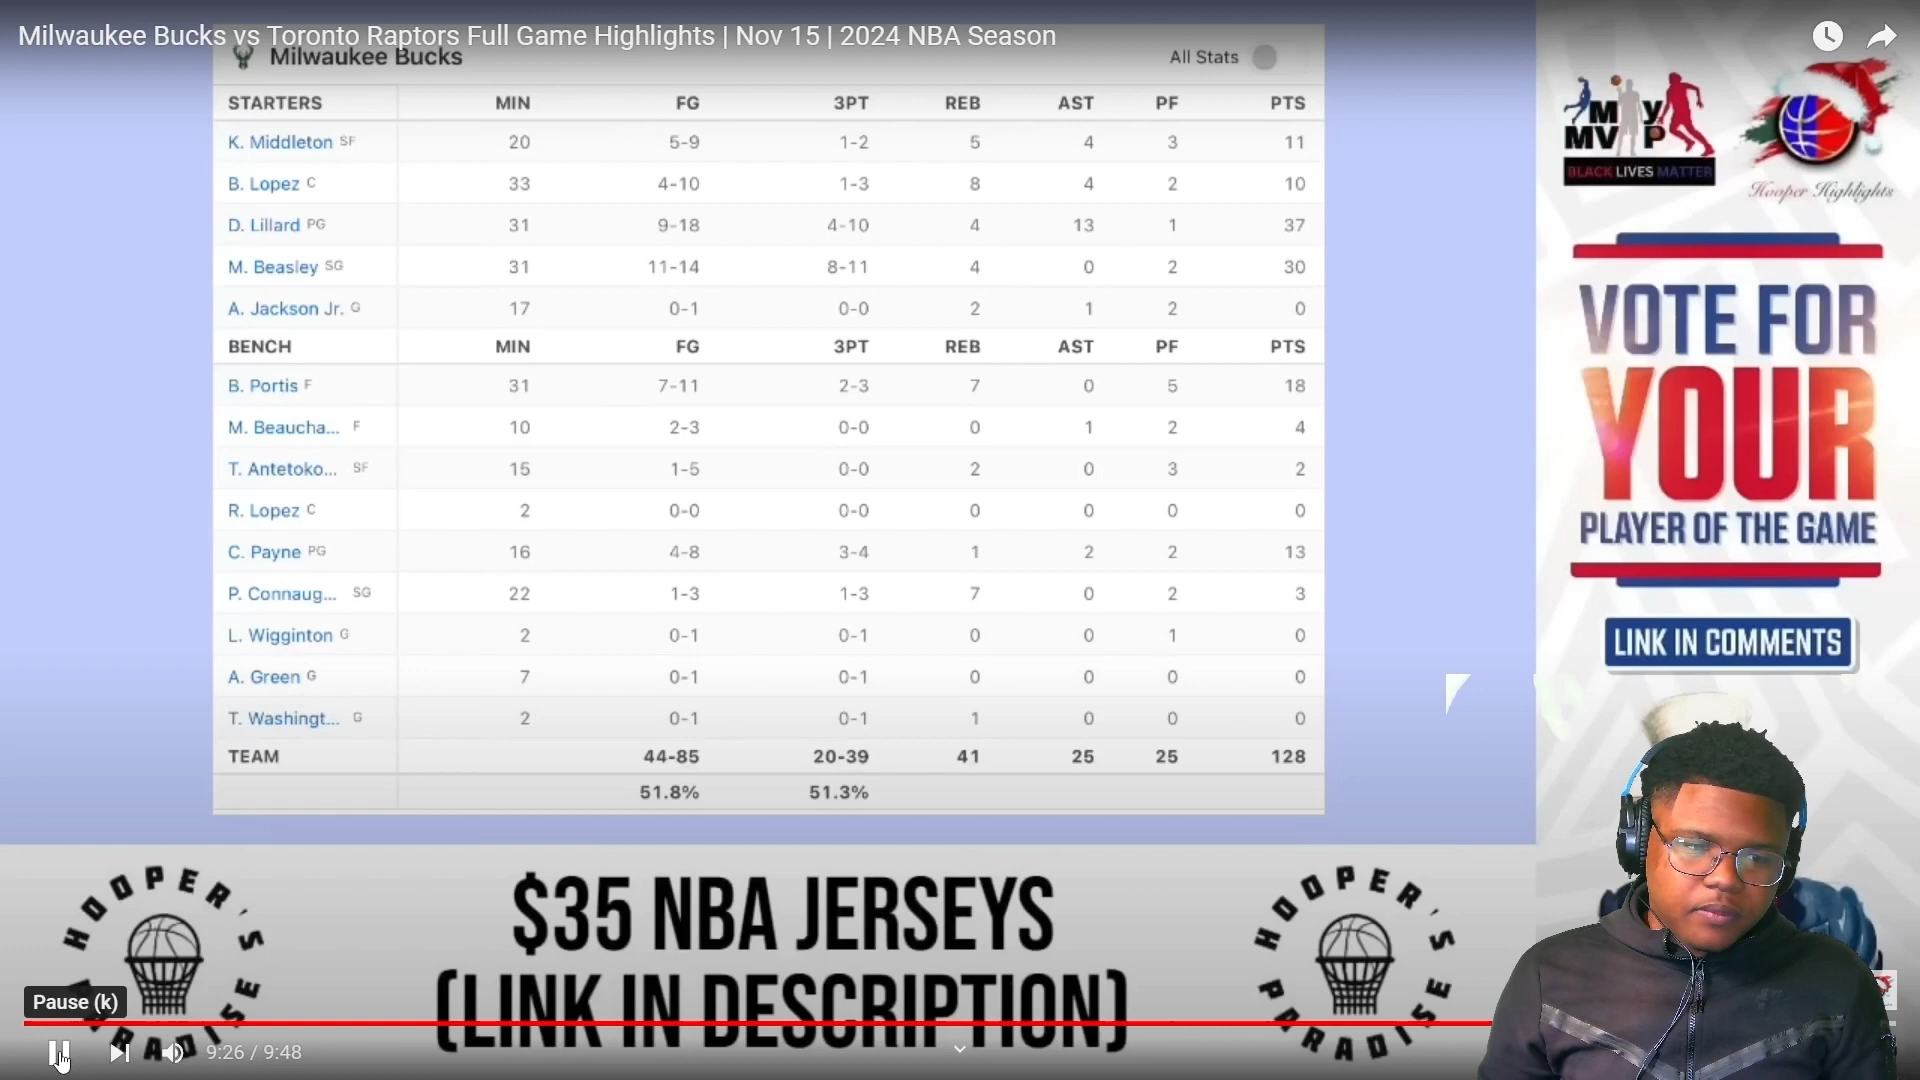 Milwaukee Bucks vs Toronto Raptors Full Game Highlights | Nov 15 | 2024 NBA Season
Milwaukee Bucks All Stats
STARTERS MIN FG 3PT REB AST PF PTS
K. Middleton SF 20 5-9 1-2 5 4 3 11
B. Lopez C 33 4-10 1-3 8 4 2 10
D. Lillard PG 31 9-18 4-10 4 13 1 37
M. Beasley SG 31 11-14 8-11 4 0 2 30
A. Jackson Jr. G 17 0-1 0-0 2 1 2 0
BENCH MIN FG 3PT REB AST PF PTS
B. Portis F 31 7-11 2-3 7 0 5 18
M. Beaucha... F 10 2-3 0-0 0 1 2 4
T. Antetoko... SF 15 1-5 0-0 2 0 3 2
R. Lopez C 2 0-0 0-0 0 0 0 0
C. Payne PG 16 4-8 3-4 1 2 2 13
P. Connaug... SG 22 1-3 1-3 7 0 2 3
L. Wigginton G 2 0-1 0-1 0 0 1 0
A. Green G 7 0-1 0-1 0 0 0 0
T. Washingt... G 2 0-1 0-1 1 0 0 0
TEAM 44-85 20-39 41 25 25 128
51.8% 51.3%
My
MVP
BLACK LIVES MATTER
Hooper Highlights
VOTE FOR
YOUR
PLAYER OF THE GAME
LINK IN COMMENTS
HOOPER'S
PARADISE
$35 NBA JERSEYS
(LINK IN DESCRIPTION)
HOOPER'S
PARADISE
Pause (k)
9:26 / 9:48